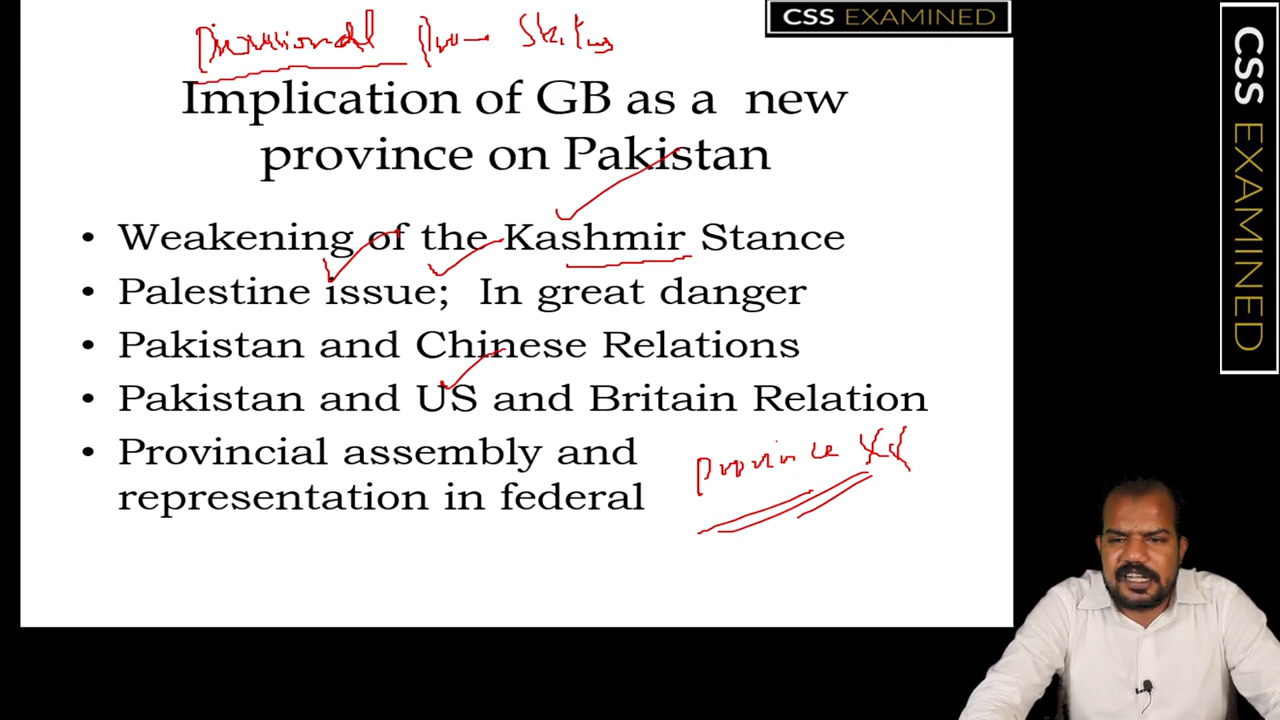 CSS EXAMINED
CSS EXAMINED
provisional Prov— Status
Implication of GB as a new
province on Pakistan
• Weakening of the Kashmir Stance
• Palestine issue; In great danger
• Pakistan and Chinese Relations
• Pakistan and US and Britain Relation
• Provincial assembly and
representation in federal
province